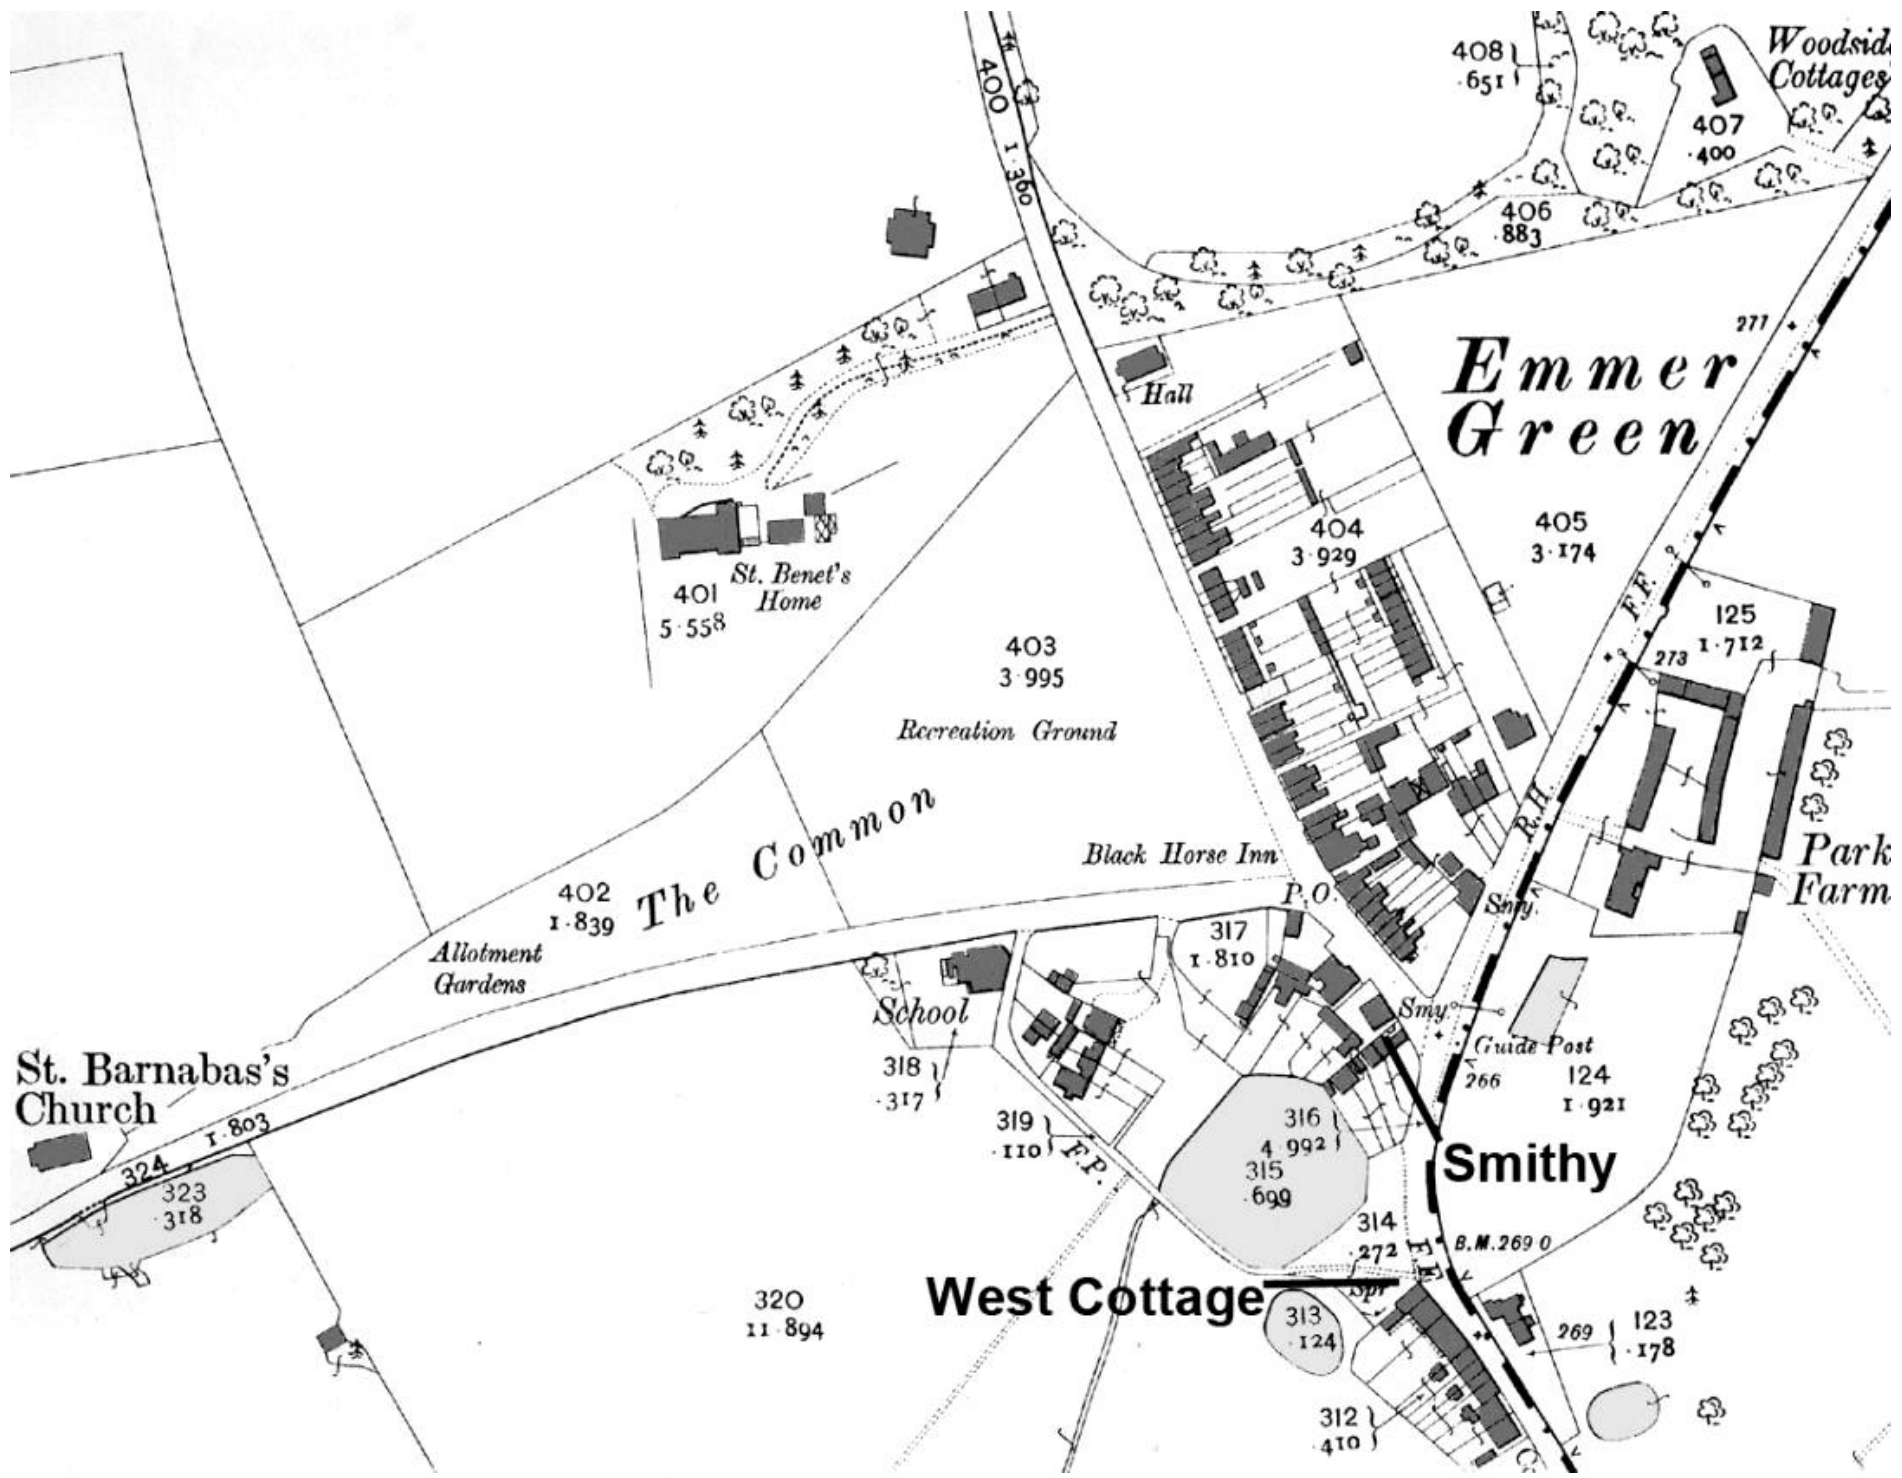 408
.651
Woodside
Cottages
400
1.360
407
.400
406
.883
277
Emmer
Green
Hall
404
3.929
405
3.174
St. Benet's
Home
401
5.558
F.F.
125
1.712
273
403
3.995
Recreation Ground
R.H.
The Common
Black Horse Inn
P.O.
Smy.
Park
Farm
402
1.839
Allotment
Gardens
317
1.810
School
Smy
Guide Post
266
124
1.921
318
.317
St. Barnabas's
Church
1.803
324
323
.318
319
.110
F.P.
316
4.992
315
.699
Smithy
314
.272
B.M.269.0
F.F.
West Cottage
Spr
313
.124
320
11.894
269
123
.178
312
.410